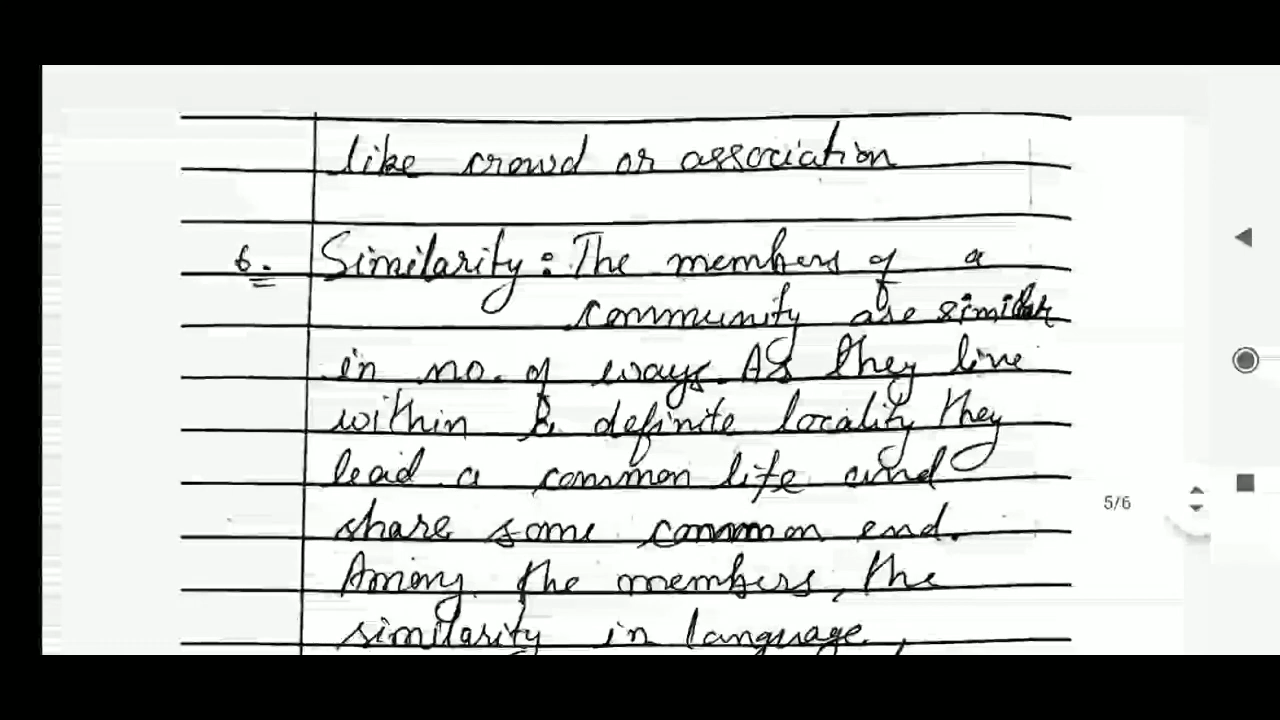 like crowd or association
6. Similarity: The members of a
community are similar
in no. of ways. As they live
within a definite locality they
lead a common life and
share some common end.
Among the members, the
similarity in language,
5/6